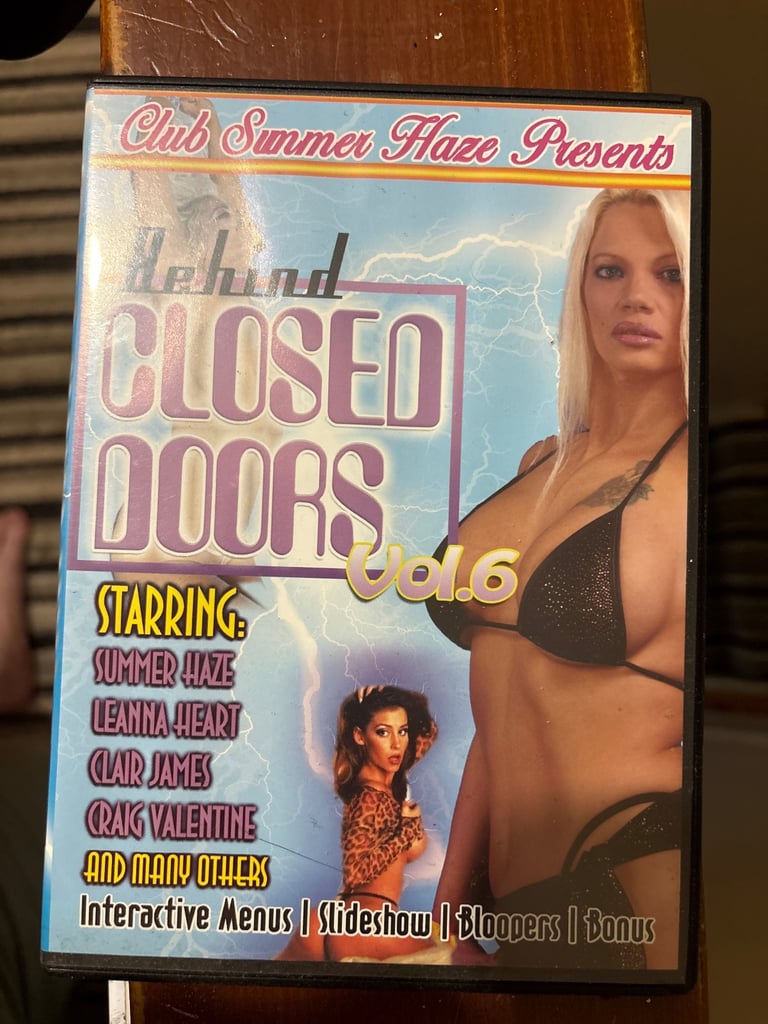 Club Summer Haze Presents
Behind
CLOSED
DOORS
Vol.6
STARRING:
SUMMER HAZE
LEANNA HEART
CLAIR JAMES
CRAIG VALENTINE
AND MANY OTHERS
Interactive Menus | Slideshow | Bloopers | Bonus